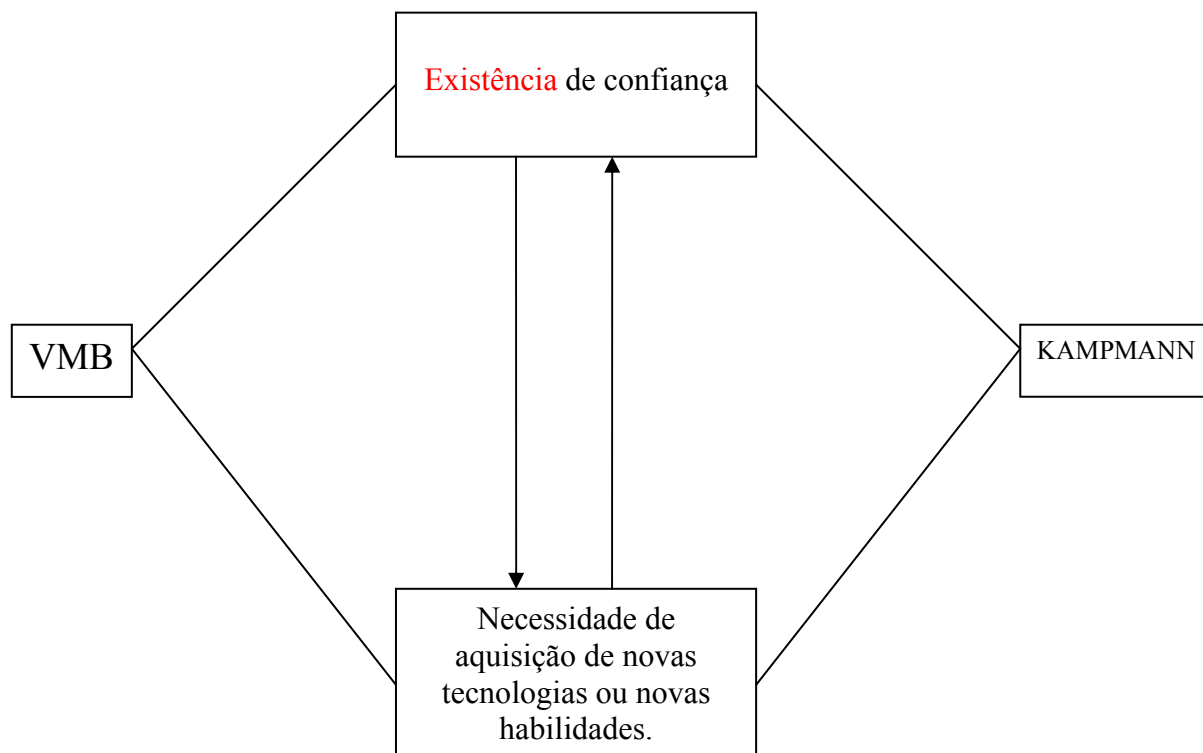 Existência de confiança
VMB
KAMPMANN
Necessidade de
aquisição de novas
tecnologias ou novas
habilidades.